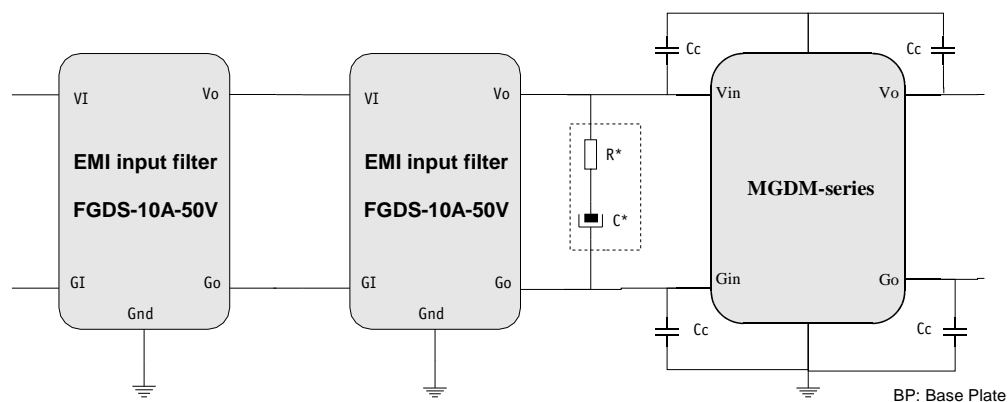 Cc
Cc
VI
Vo
VI
Vo
Vin
Vo
EMI input filter
FGDS-10A-50V
EMI input filter
FGDS-10A-50V
R*
C*
MGDM-series
GI
Go
GI
Go
Gin
Go
Gnd
Gnd
Cc
Cc
BP: Base Plate